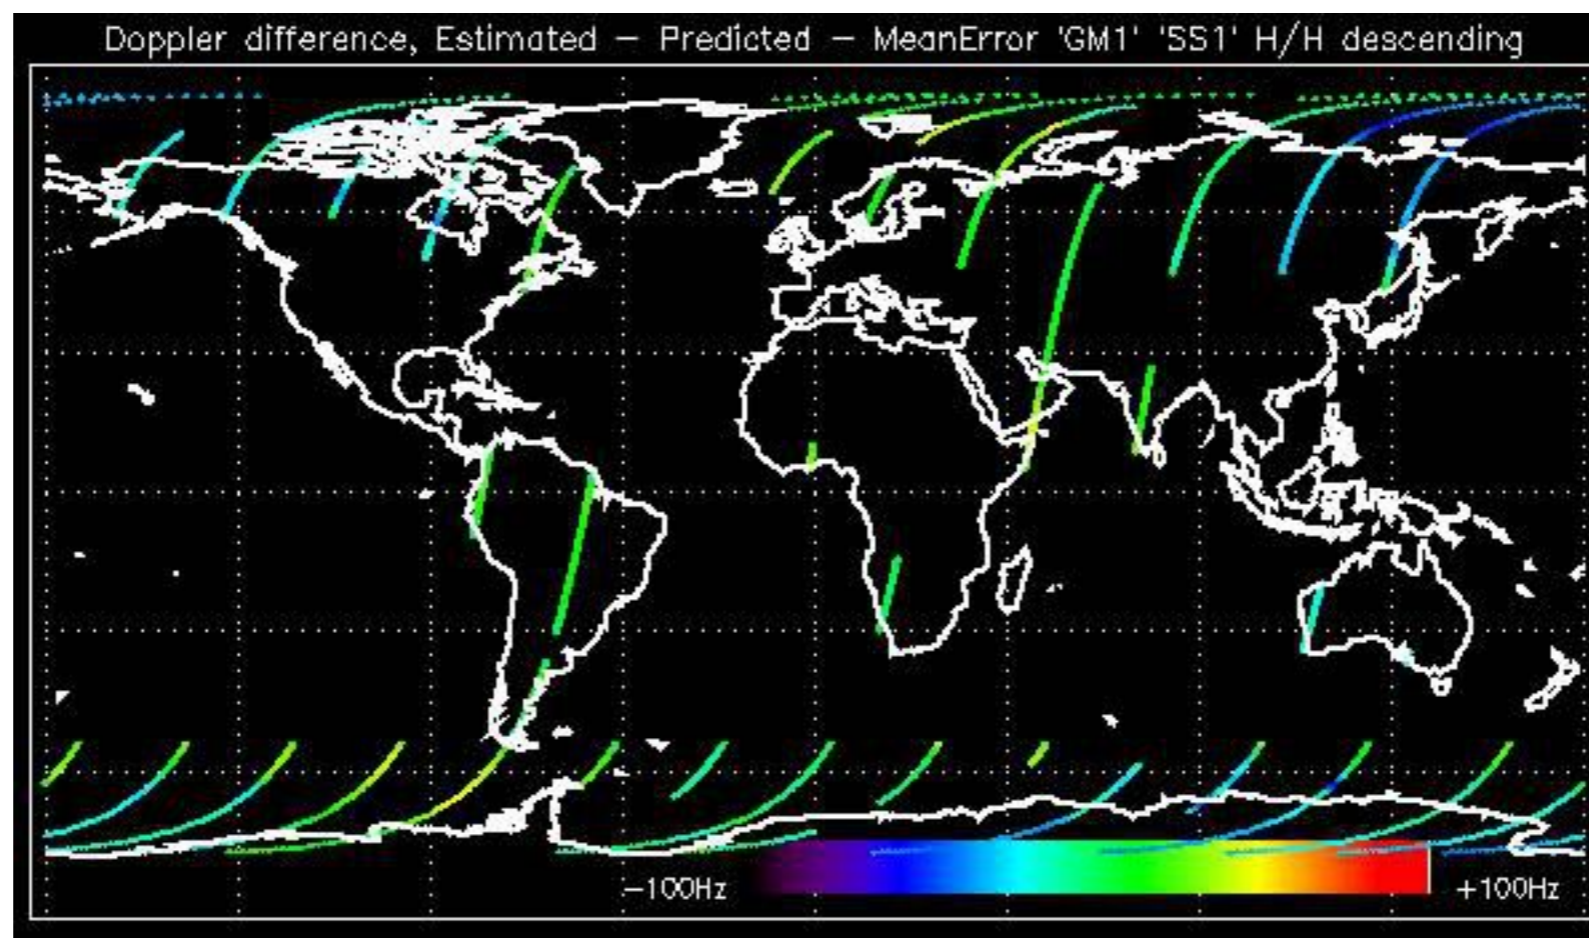 Doppler difference, Estimated – Predicted – MeanError 'GM1' 'SS1' H/H descending
–100Hz +100Hz